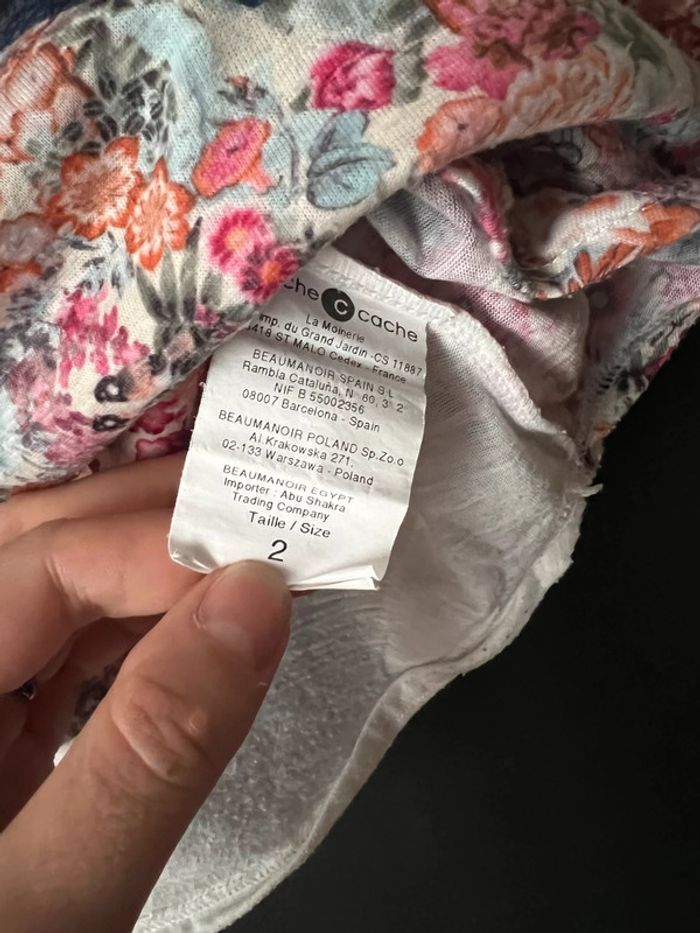 che C cache
La Moinerie
imp. du Grand Jardin -CS 11887
418 ST MALO Cedex - France
BEAUMANOIR SPAIN S L
Rambla Cataluña, N° 60, 3° 2
NIF B 55002356
08007 Barcelona - Spain
BEAUMANOIR POLAND Sp.Zo.o
Al.Krakowska 271,
02-133 Warszawa - Poland
BEAUMANOIR EGYPT
Importer : Abu Shakra
Trading Company
Taille / Size
2